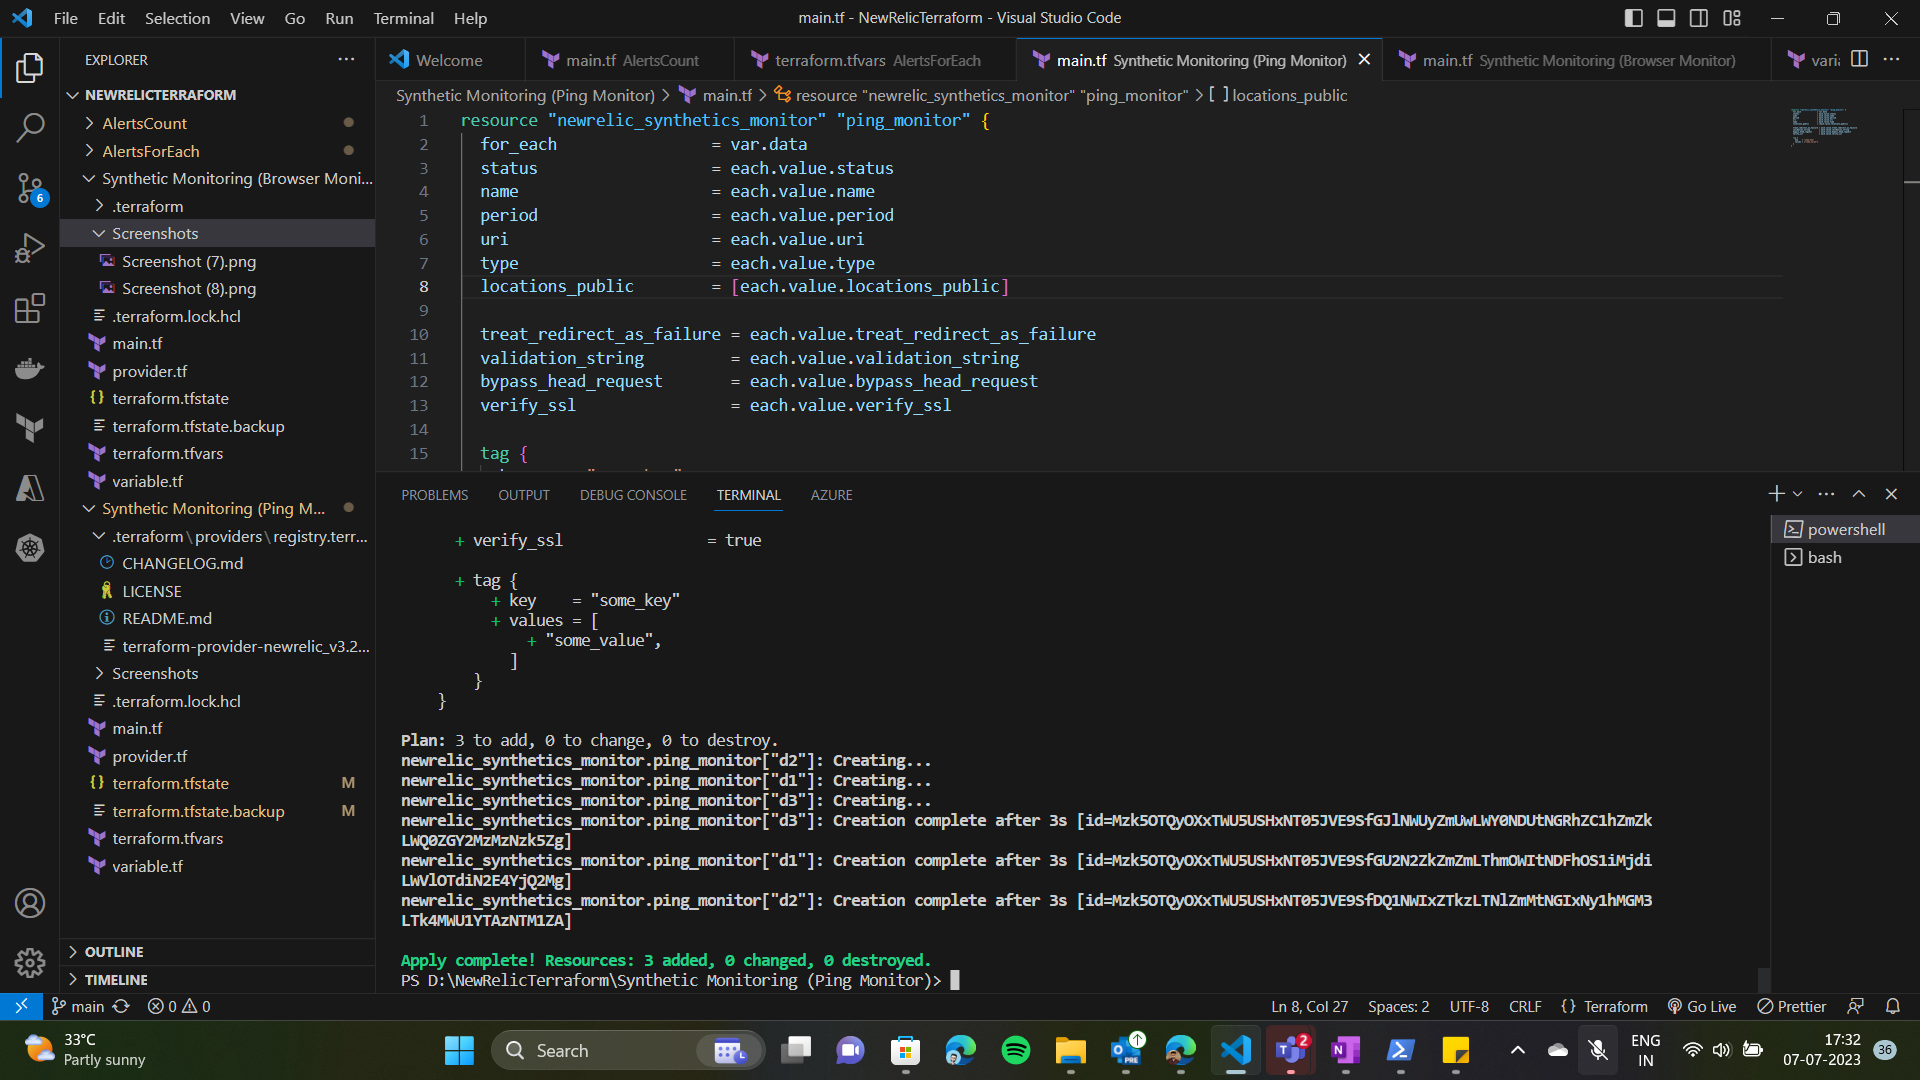 File Edit Selection View Go Run Terminal Help
main.tf - NewRelicTerraform - Visual Studio Code
EXPLORER
NEWRELICTERRAFORM
AlertsCount
AlertsForEach
Synthetic Monitoring (Browser Moni...
.terraform
Screenshots
Screenshot (7).png
Screenshot (8).png
.terraform.lock.hcl
main.tf
provider.tf
terraform.tfstate
terraform.tfstate.backup
terraform.tfvars
variable.tf
Synthetic Monitoring (Ping M...
.terraform\providers\registry.terr...
CHANGELOG.md
LICENSE
README.md
terraform-provider-newrelic_v3.2...
Screenshots
.terraform.lock.hcl
main.tf
provider.tf
terraform.tfstate M
terraform.tfstate.backup M
terraform.tfvars
variable.tf
OUTLINE
TIMELINE
6
Welcome main.tf AlertsCount terraform.tfvars AlertsForEach main.tf Synthetic Monitoring (Ping Monitor) main.tf Synthetic Monitoring (Browser Monitor) varia
Synthetic Monitoring (Ping Monitor) > main.tf > resource "newrelic_synthetics_monitor" "ping_monitor" > [ ] locations_public
1 resource "newrelic_synthetics_monitor" "ping_monitor" {
2 for_each = var.data
3 status = each.value.status
4 name = each.value.name
5 period = each.value.period
6 uri = each.value.uri
7 type = each.value.type
8 locations_public = [each.value.locations_public]
9
10 treat_redirect_as_failure = each.value.treat_redirect_as_failure
11 validation_string = each.value.validation_string
12 bypass_head_request = each.value.bypass_head_request
13 verify_ssl = each.value.verify_ssl
14
15 tag {
PROBLEMS OUTPUT DEBUG CONSOLE TERMINAL AZURE
powershell
bash
+ verify_ssl = true
+ tag {
+ key = "some_key"
+ values = [
+ "some_value",
]
}
}
Plan: 3 to add, 0 to change, 0 to destroy.
newrelic_synthetics_monitor.ping_monitor["d2"]: Creating...
newrelic_synthetics_monitor.ping_monitor["d1"]: Creating...
newrelic_synthetics_monitor.ping_monitor["d3"]: Creating...
newrelic_synthetics_monitor.ping_monitor["d3"]: Creation complete after 3s [id=Mzk5OTQyOXxTWU5USHxNT05JVE9SfGJlNWUyZmUwLWY0NDUtNGRhZC1hZmZk
LWQ0ZGY2MzMzNzk5Zg]
newrelic_synthetics_monitor.ping_monitor["d1"]: Creation complete after 3s [id=Mzk5OTQyOXxTWU5USHxNT05JVE9SfGU2N2ZkZmZmLThmOWItNDFhOS1iMjdi
LWVlOTdiN2E4YjQ2Mg]
newrelic_synthetics_monitor.ping_monitor["d2"]: Creation complete after 3s [id=Mzk5OTQyOXxTWU5USHxNT05JVE9SfDQ1NWIxZTkzLTNlZmMtNGIxNy1hMGM3
LTk4MWU1YTAzNTM1ZA]
Apply complete! Resources: 3 added, 0 changed, 0 destroyed.
PS D:\NewRelicTerraform\Synthetic Monitoring (Ping Monitor)>
main 0 0 Ln 8, Col 27 Spaces: 2 UTF-8 CRLF { } Terraform Go Live Prettier
33°C
Partly sunny
Search
PRE
2
ENG
IN
17:32
07-07-2023
36